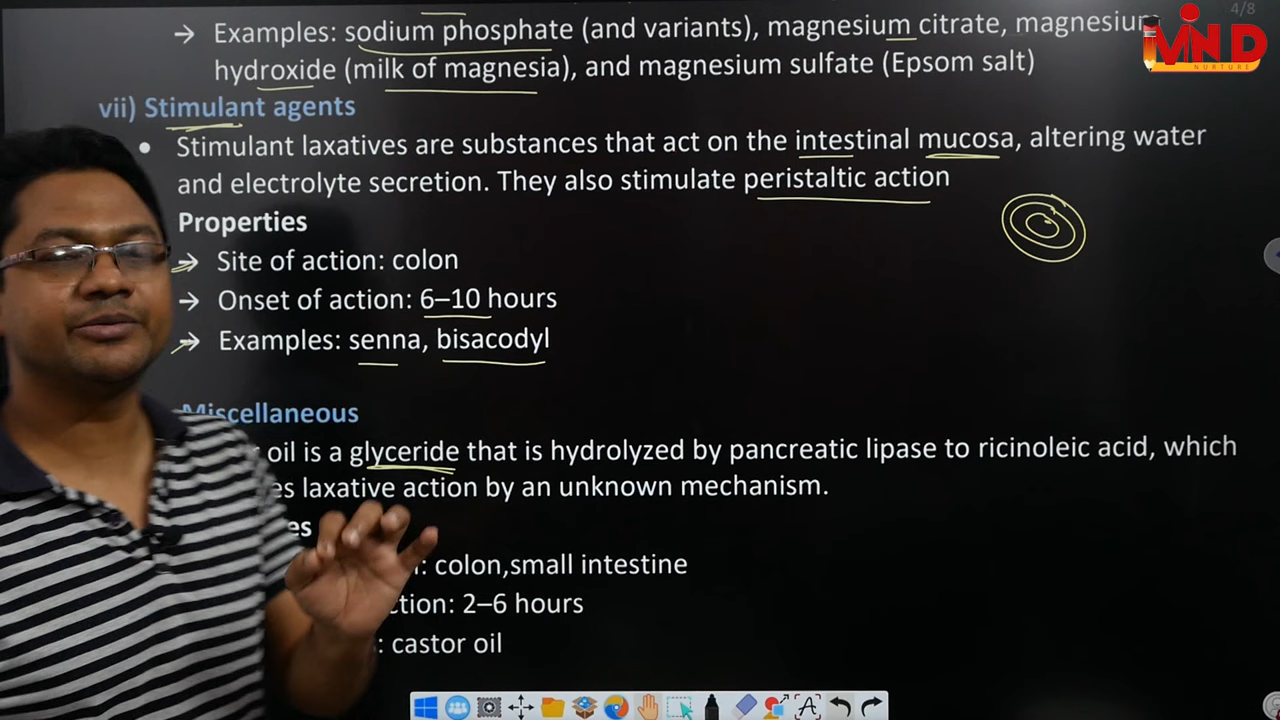 4/8
MIND
NURTURE
→ Examples: sodium phosphate (and variants), magnesium citrate, magnesium
hydroxide (milk of magnesia), and magnesium sulfate (Epsom salt)
vii) Stimulant agents
• Stimulant laxatives are substances that act on the intestinal mucosa, altering water
and electrolyte secretion. They also stimulate peristaltic action
Properties
→ Site of action: colon
→ Onset of action: 6–10 hours
→ Examples: senna, bisacodyl
Miscellaneous
oil is a glyceride that is hydrolyzed by pancreatic lipase to ricinoleic acid, which
laxative action by an unknown mechanism.
: colon,small intestine
: 2–6 hours
: castor oil